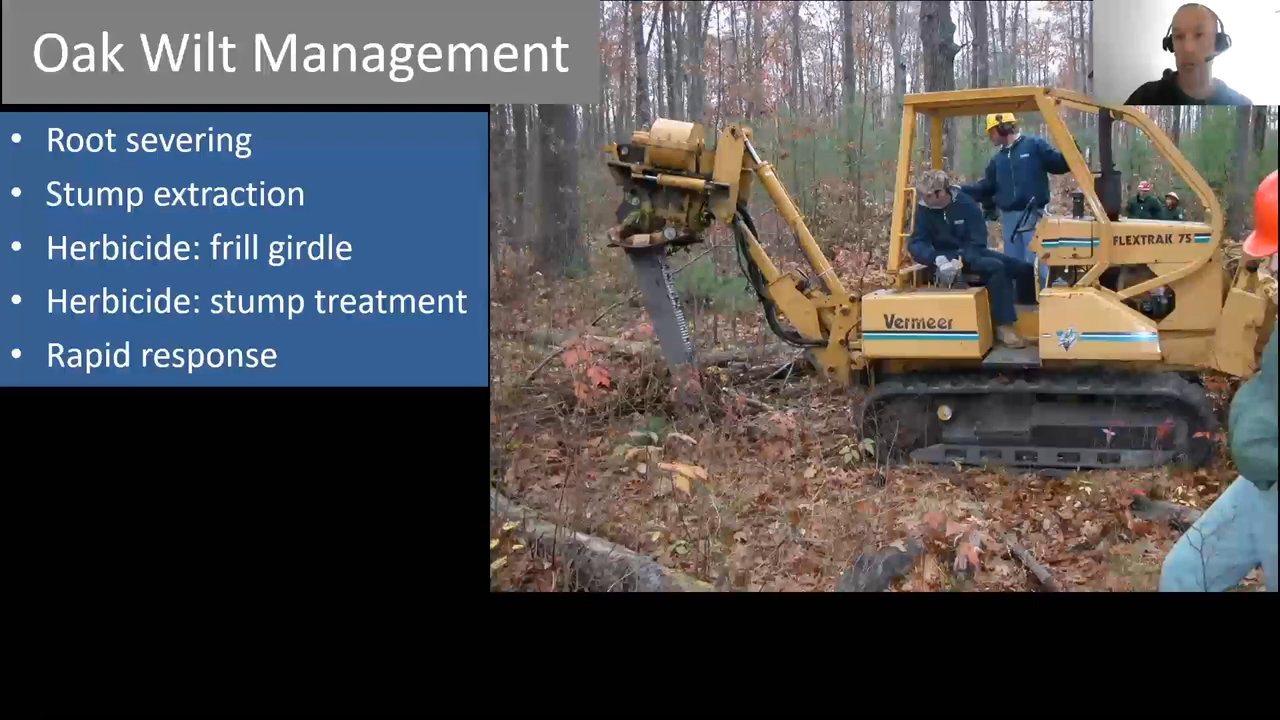 Oak Wilt Management
• Root severing
• Stump extraction
• Herbicide: frill girdle
• Herbicide: stump treatment
• Rapid response
FLEXTRAK 75
Vermeer